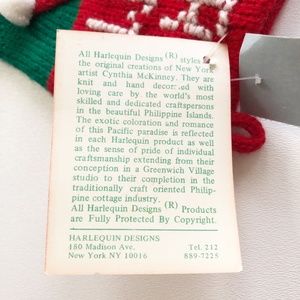 All Harlequin Designs (R) styles
the original creations of New York
artist Cynthia McKinney. They are
knit and hand decor:.ed with
loving care by the world's most
skilled and dedicated craftspersons
in the beautiful Philippine Islands.
The exotic coloration and romance
of this Pacific paradise is reflected
in each Harlequin product as well
as the sense of pride of individual
craftsmanship extending from their
conception in a Greenwich Village
studio to their completion in the
traditionally craft oriented Philip-
pine cottage industry.
All Harlequin Designs (R) Products
are Fully Protected By Copyright.
HARLEQUIN DESIGNS
180 Madison Ave. Tel. 212
New York NY 10016 889-7225